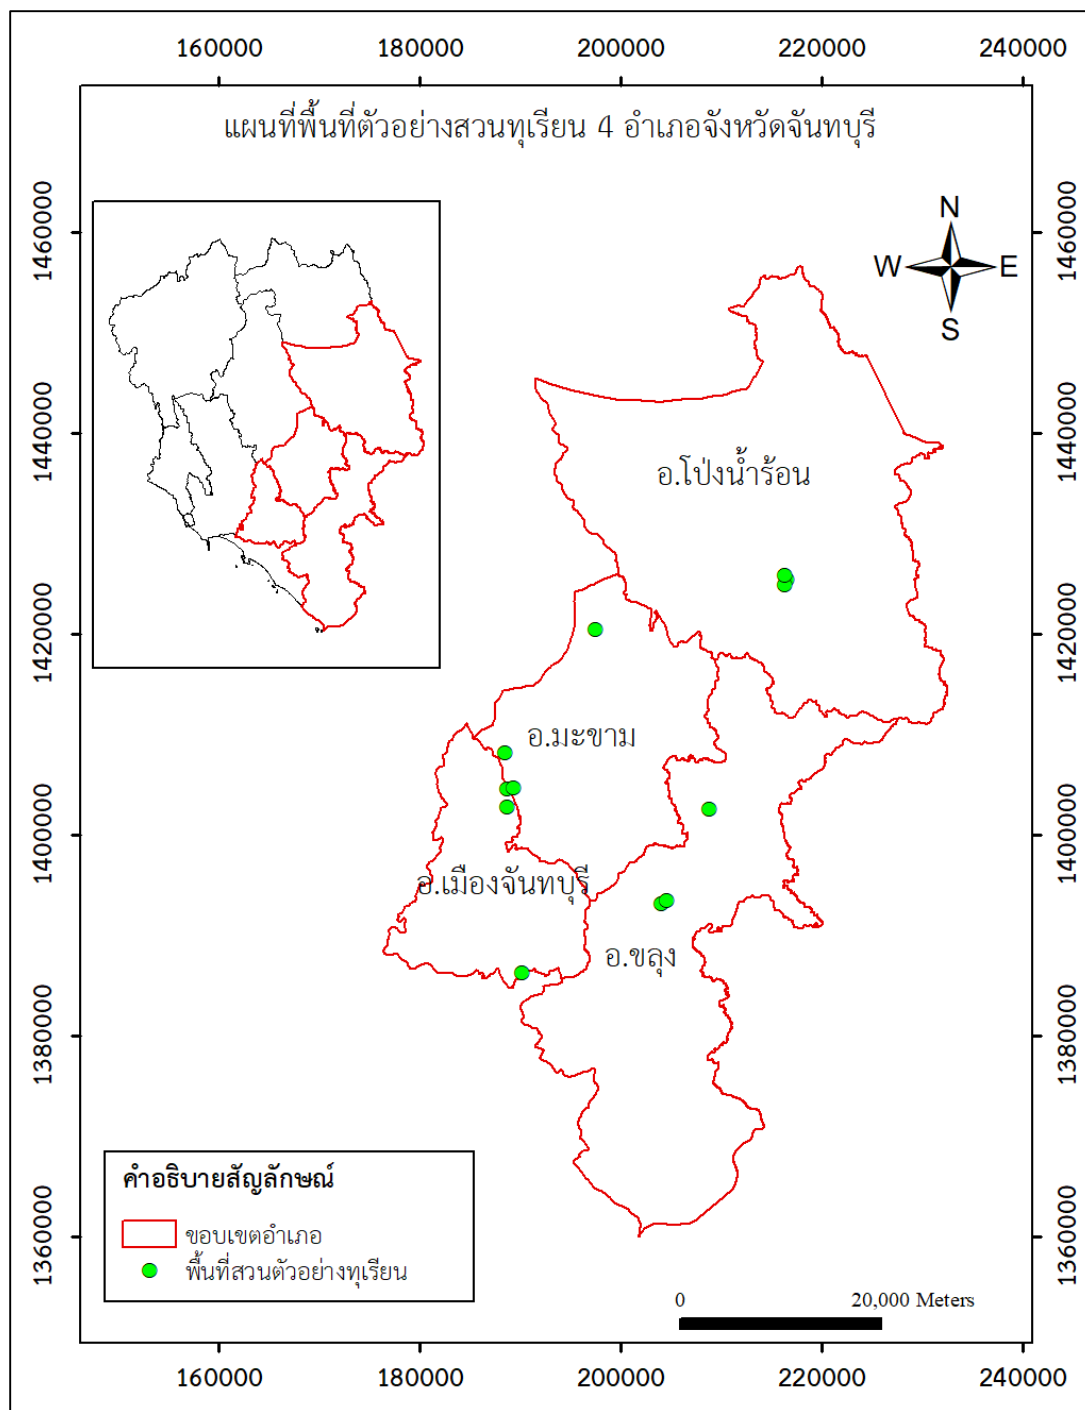 160000 180000 200000 220000 240000
แผนที่พื้นที่ตัวอย่างสวนทุเรียน 4 อำเภอจังหวัดจันทบุรี
N
W E
S
1460000 1460000
1440000 1440000
อ.โป่งน้ำร้อน
1420000 1420000
อ.มะขาม
1400000 1400000
อ.เมืองจันทบุรี
อ.ขลุง
1380000 1380000
คำอธิบายสัญลักษณ์
ขอบเขตอำเภอ
พื้นที่สวนตัวอย่างทุเรียน
1360000 1360000
0 20,000 Meters
160000 180000 200000 220000 240000